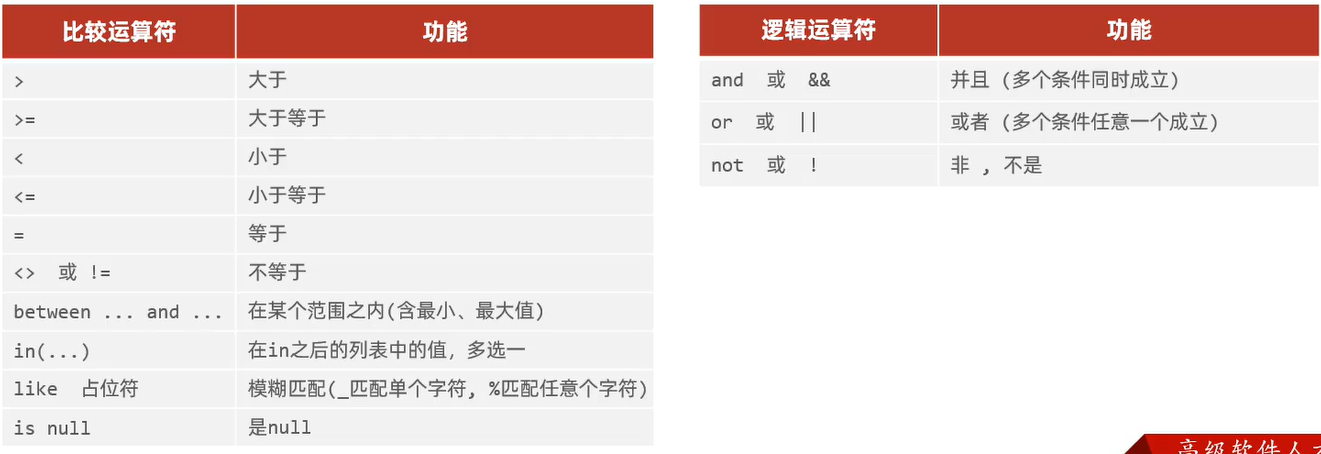 比较运算符 功能
> 大于
>= 大于等于
< 小于
<= 小于等于
= 等于
<> 或 != 不等于
between ... and ... 在某个范围之内(含最小、最大值)
in(...) 在in之后的列表中的值，多选一
like 占位符 模糊匹配(_匹配单个字符, %匹配任意个字符)
is null 是null
逻辑运算符 功能
and 或 && 并且 (多个条件同时成立)
or 或 || 或者 (多个条件任意一个成立)
not 或 ! 非 , 不是
高级软件人才